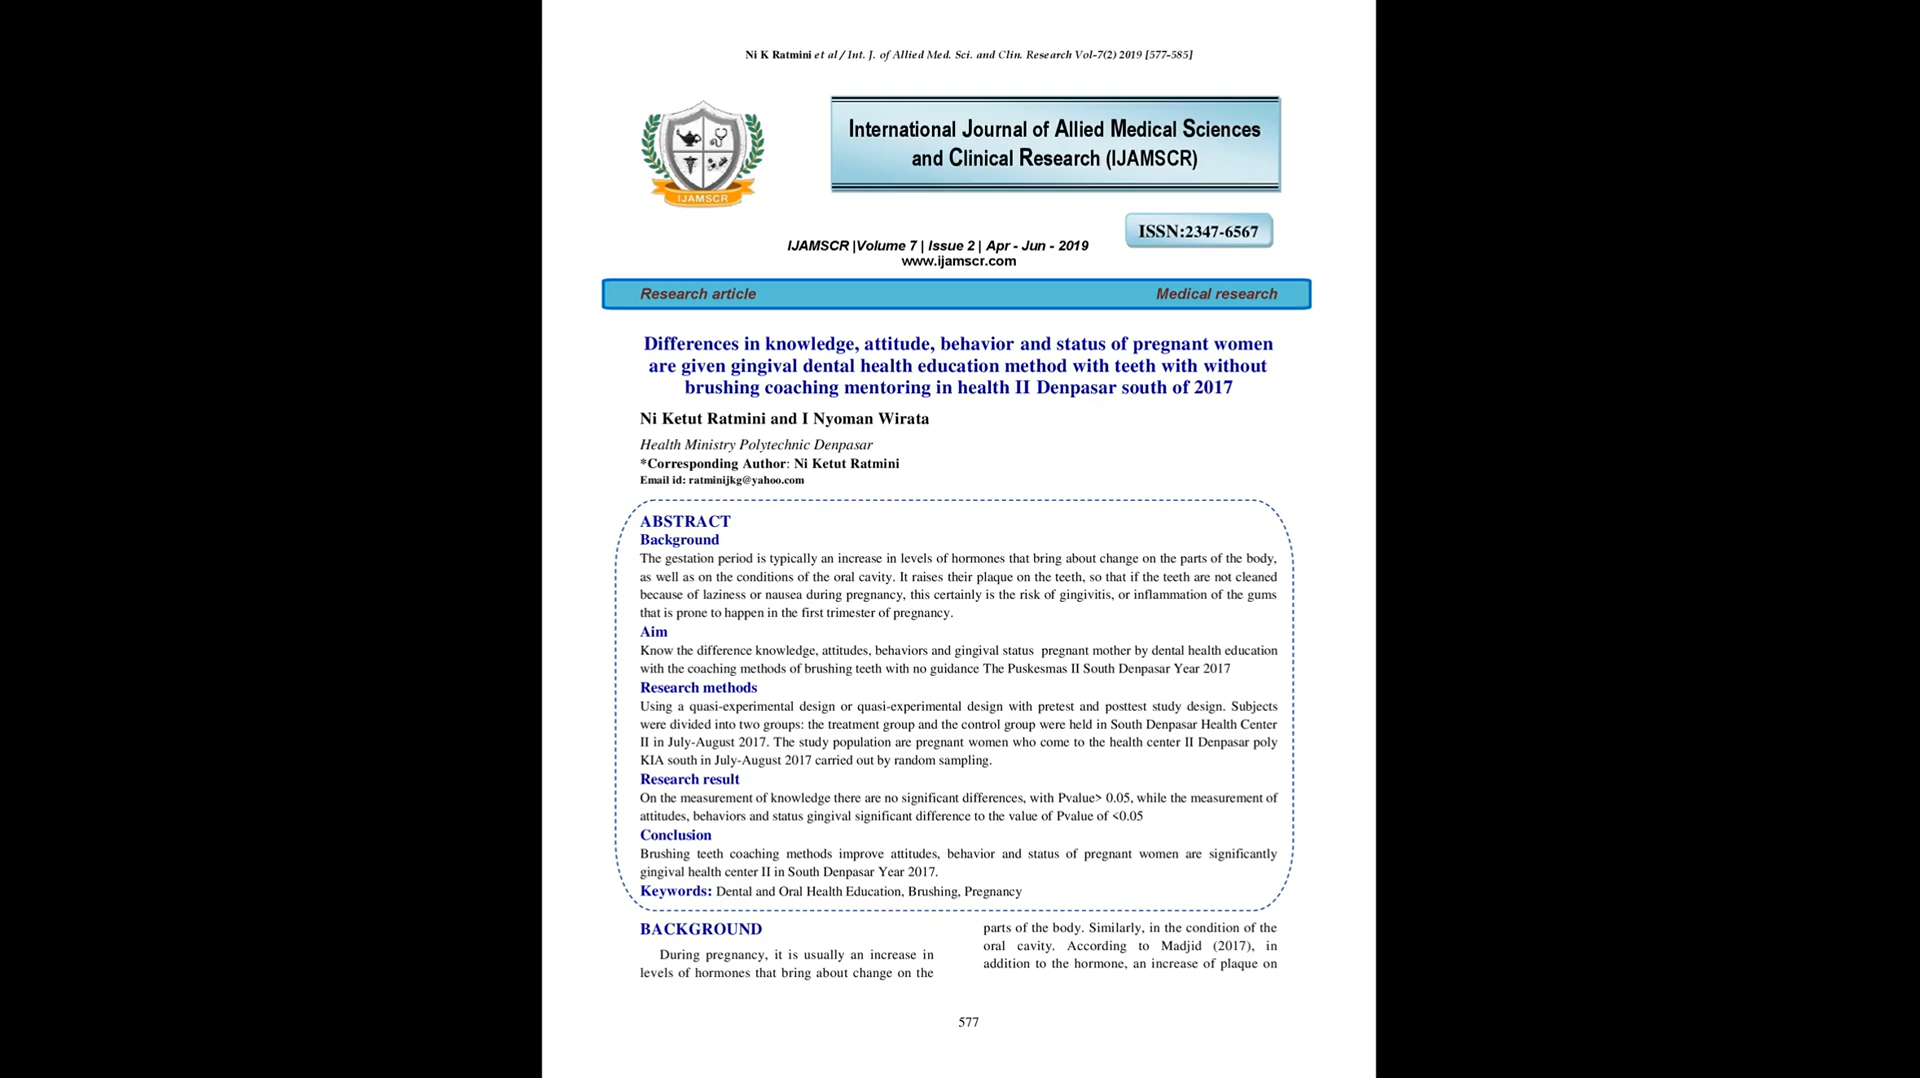 Ni K Ratmini et al / Int. J. of Allied Med. Sci. and Clin. Research Vol-7(2) 2019 [577-585]
IJAMSCR
International Journal of Allied Medical Sciences
and Clinical Research (IJAMSCR)
ISSN:2347-6567
IJAMSCR |Volume 7 | Issue 2 | Apr - Jun - 2019
www.ijamscr.com
Research article Medical research
Differences in knowledge, attitude, behavior and status of pregnant women
are given gingival dental health education method with teeth with without
brushing coaching mentoring in health II Denpasar south of 2017
Ni Ketut Ratmini and I Nyoman Wirata
Health Ministry Polytechnic Denpasar
*Corresponding Author: Ni Ketut Ratmini
Email id: ratminijkg@yahoo.com
ABSTRACT
Background
The gestation period is typically an increase in levels of hormones that bring about change on the parts of the body,
as well as on the conditions of the oral cavity. It raises their plaque on the teeth, so that if the teeth are not cleaned
because of laziness or nausea during pregnancy, this certainly is the risk of gingivitis, or inflammation of the gums
that is prone to happen in the first trimester of pregnancy.
Aim
Know the difference knowledge, attitudes, behaviors and gingival status pregnant mother by dental health education
with the coaching methods of brushing teeth with no guidance The Puskesmas II South Denpasar Year 2017
Research methods
Using a quasi-experimental design or quasi-experimental design with pretest and posttest study design. Subjects
were divided into two groups: the treatment group and the control group were held in South Denpasar Health Center
II in July-August 2017. The study population are pregnant women who come to the health center II Denpasar poly
KIA south in July-August 2017 carried out by random sampling.
Research result
On the measurement of knowledge there are no significant differences, with Pvalue> 0.05, while the measurement of
attitudes, behaviors and status gingival significant difference to the value of Pvalue of <0.05
Conclusion
Brushing teeth coaching methods improve attitudes, behavior and status of pregnant women are significantly
gingival health center II in South Denpasar Year 2017.
Keywords: Dental and Oral Health Education, Brushing, Pregnancy
BACKGROUND
During pregnancy, it is usually an increase in
levels of hormones that bring about change on the
parts of the body. Similarly, in the condition of the
oral cavity. According to Madjid (2017), in
addition to the hormone, an increase of plaque on
577